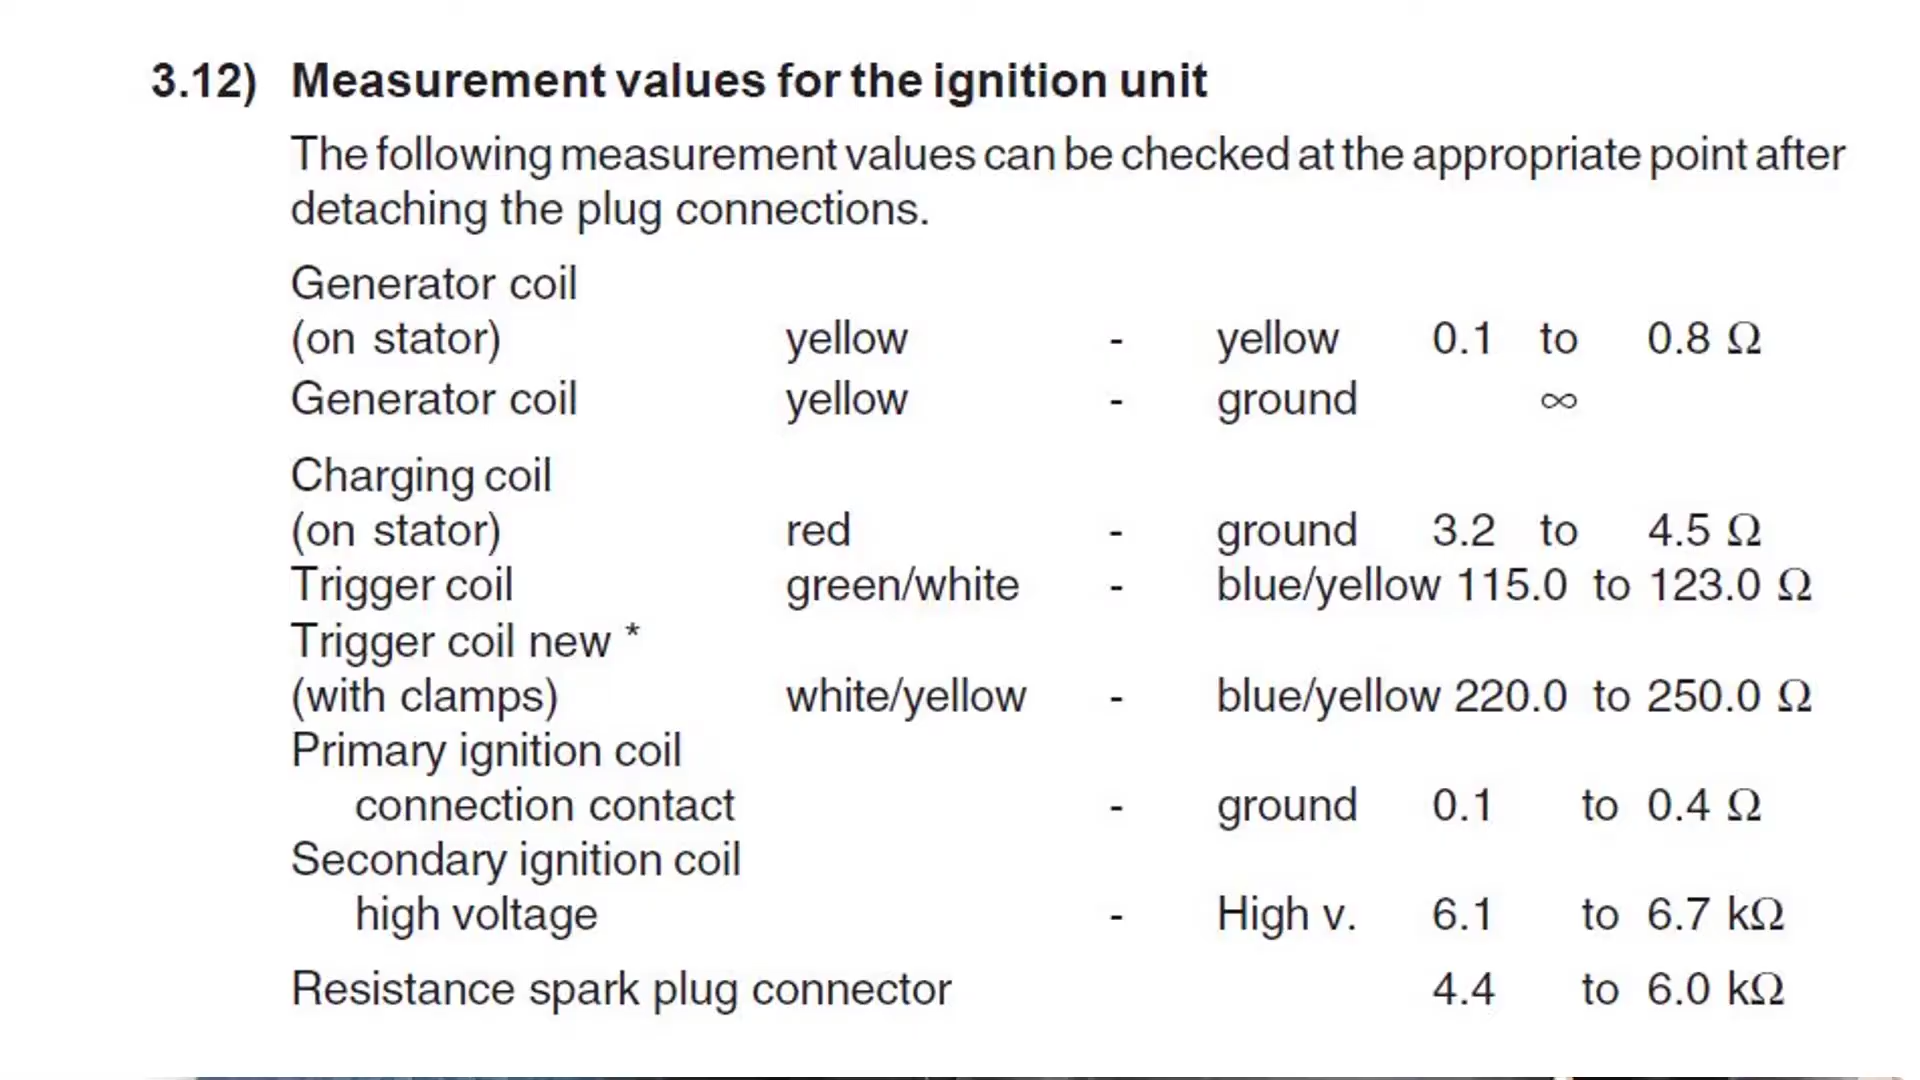 3.12) Measurement values for the ignition unit
The following measurement values can be checked at the appropriate point after
detaching the plug connections.
Generator coil
(on stator) yellow - yellow 0.1 to 0.8 Ω
Generator coil yellow - ground ∞
Charging coil
(on stator) red - ground 3.2 to 4.5 Ω
Trigger coil green/white - blue/yellow 115.0 to 123.0 Ω
Trigger coil new *
(with clamps) white/yellow - blue/yellow 220.0 to 250.0 Ω
Primary ignition coil
connection contact - ground 0.1 to 0.4 Ω
Secondary ignition coil
high voltage - High v. 6.1 to 6.7 kΩ
Resistance spark plug connector 4.4 to 6.0 kΩ